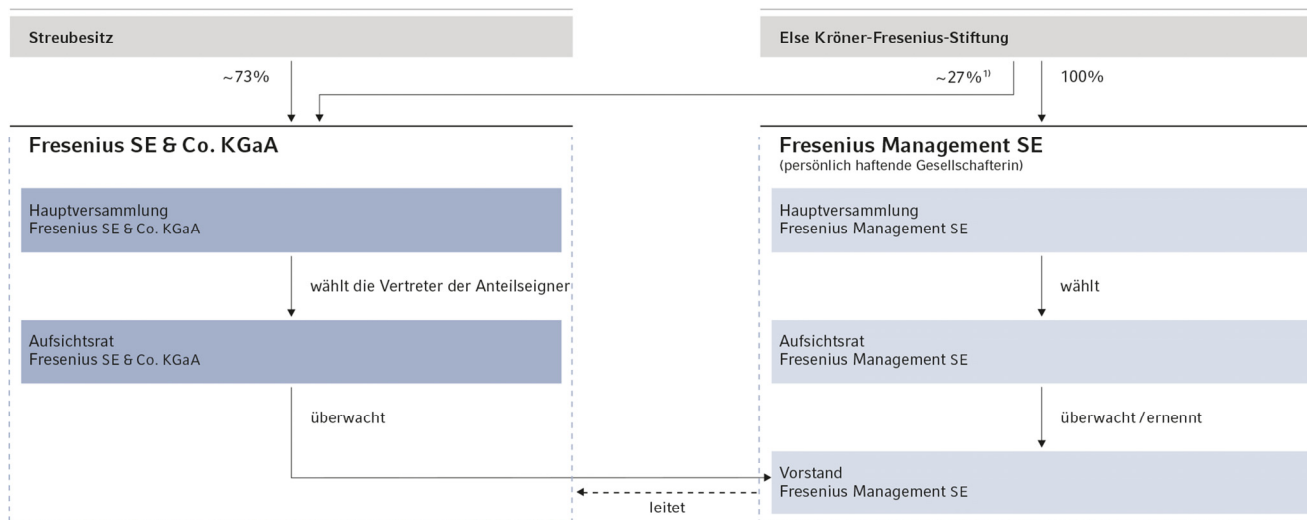 Streubesitz
Else Kröner-Fresenius-Stiftung
~73%
~27%¹⁾
100%
Fresenius SE & Co. KGaA
Fresenius Management SE
(persönlich haftende Gesellschafterin)
Hauptversammlung
Fresenius SE & Co. KGaA
Hauptversammlung
Fresenius Management SE
wählt die Vertreter der Anteilseigner
wählt
Aufsichtsrat
Fresenius SE & Co. KGaA
Aufsichtsrat
Fresenius Management SE
überwacht
überwacht / ernennt
Vorstand
Fresenius Management SE
leitet